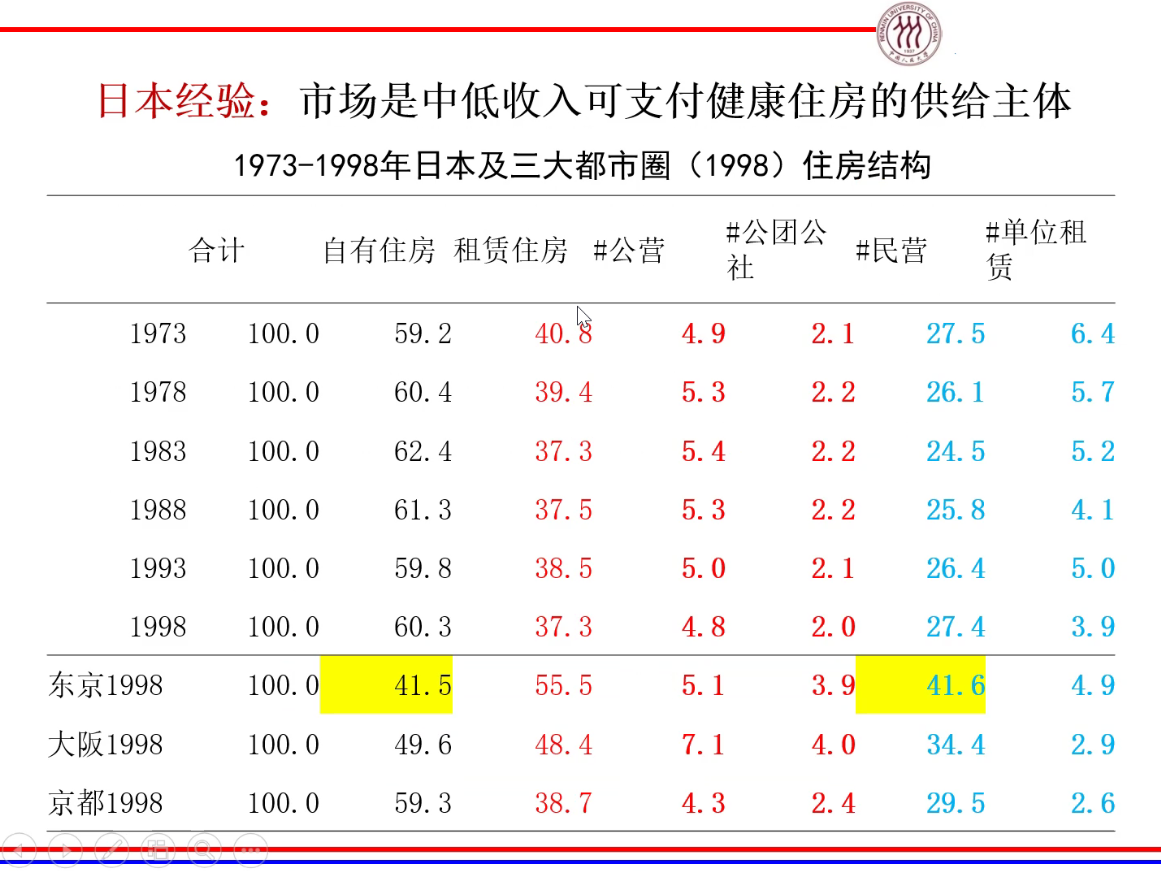 RENMIN UNIVERSITY OF CHINA
1937
中国人民大学
日本经验：市场是中低收入可支付健康住房的供给主体
1973-1998年日本及三大都市圈（1998）住房结构
合计 自有住房 租赁住房 #公营 #公团公社 #民营 #单位租赁
1973 100.0 59.2 40.8 4.9 2.1 27.5 6.4
1978 100.0 60.4 39.4 5.3 2.2 26.1 5.7
1983 100.0 62.4 37.3 5.4 2.2 24.5 5.2
1988 100.0 61.3 37.5 5.3 2.2 25.8 4.1
1993 100.0 59.8 38.5 5.0 2.1 26.4 5.0
1998 100.0 60.3 37.3 4.8 2.0 27.4 3.9
东京1998 100.0 41.5 55.5 5.1 3.9 41.6 4.9
大阪1998 100.0 49.6 48.4 7.1 4.0 34.4 2.9
京都1998 100.0 59.3 38.7 4.3 2.4 29.5 2.6